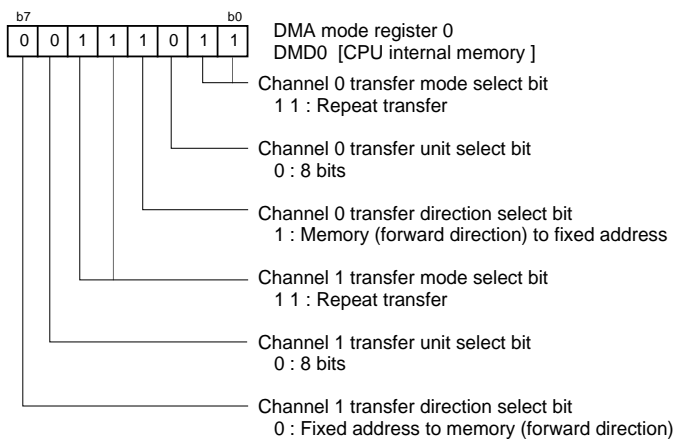 b7 b0
0 0 1 1 1 0 1 1
DMA mode register 0
DMD0 [CPU internal memory ]
Channel 0 transfer mode select bit
1 1 : Repeat transfer
Channel 0 transfer unit select bit
0 : 8 bits
Channel 0 transfer direction select bit
1 : Memory (forward direction) to fixed address
Channel 1 transfer mode select bit
1 1 : Repeat transfer
Channel 1 transfer unit select bit
0 : 8 bits
Channel 1 transfer direction select bit
0 : Fixed address to memory (forward direction)